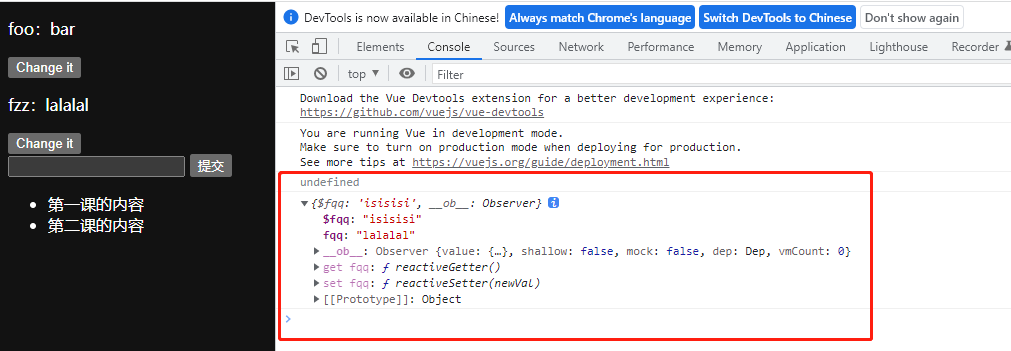 foo：bar
Change it
fzz：lalalal
Change it
提交
第一课的内容
第二课的内容
DevTools is now available in Chinese!
Always match Chrome's language
Switch DevTools to Chinese
Don't show again
Elements
Console
Sources
Network
Performance
Memory
Application
Lighthouse
Recorder
top ▼
Filter
Download the Vue Devtools extension for a better development experience:
https://github.com/vuejs/vue-devtools
You are running Vue in development mode.
Make sure to turn on production mode when deploying for production.
See more tips at https://vuejs.org/guide/deployment.html
undefined
▼{$fqq: 'isisisi', __ob__: Observer}
$fqq: "isisisi"
fqq: "lalalal"
▶ __ob__: Observer {value: {…}, shallow: false, mock: false, dep: Dep, vmCount: 0}
▶ get fqq: ƒ reactiveGetter()
▶ set fqq: ƒ reactiveSetter(newVal)
▶ [[Prototype]]: Object